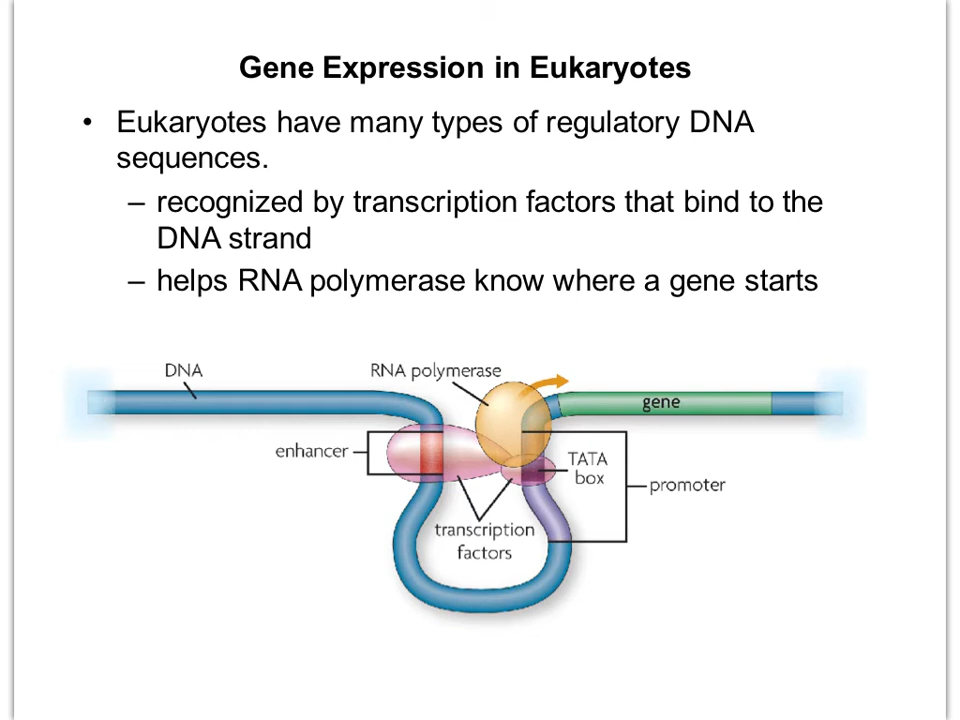 Gene Expression in Eukaryotes
• Eukaryotes have many types of regulatory DNA
sequences.
– recognized by transcription factors that bind to the
DNA strand
– helps RNA polymerase know where a gene starts
DNA
RNA polymerase
gene
enhancer
TATA
box
promoter
transcription
factors